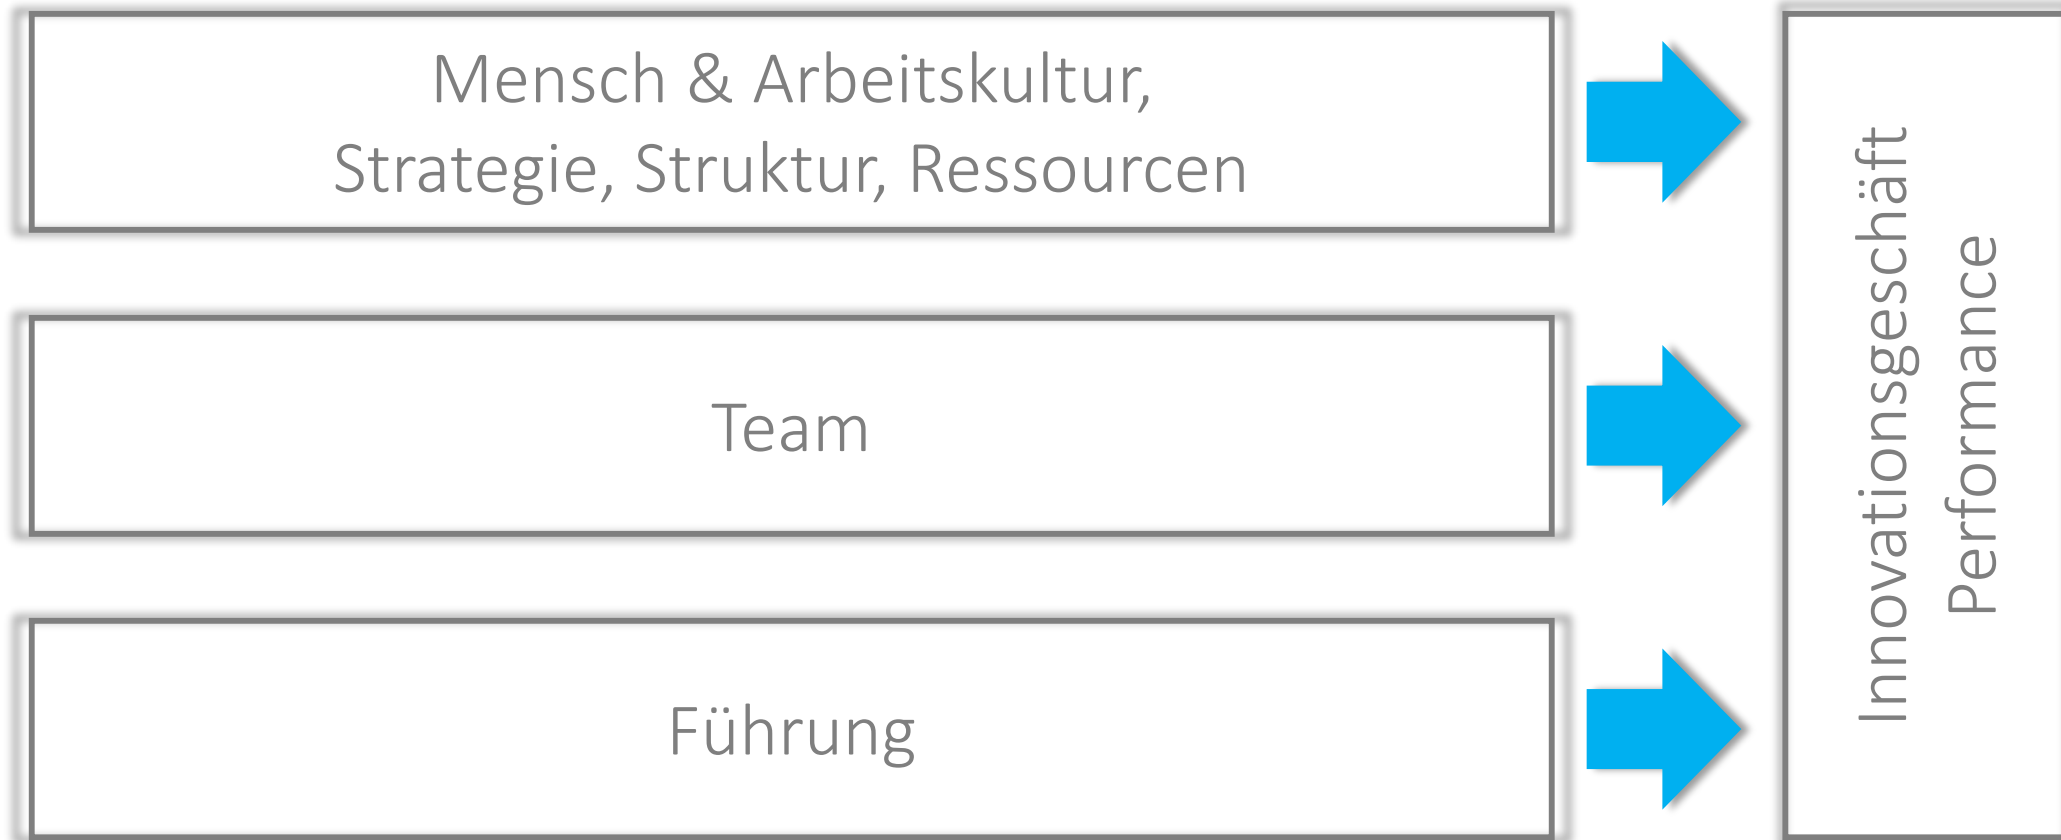 Mensch & Arbeitskultur,
Strategie, Struktur, Ressourcen
Team
Führung
Innovationsgeschäft
Performance